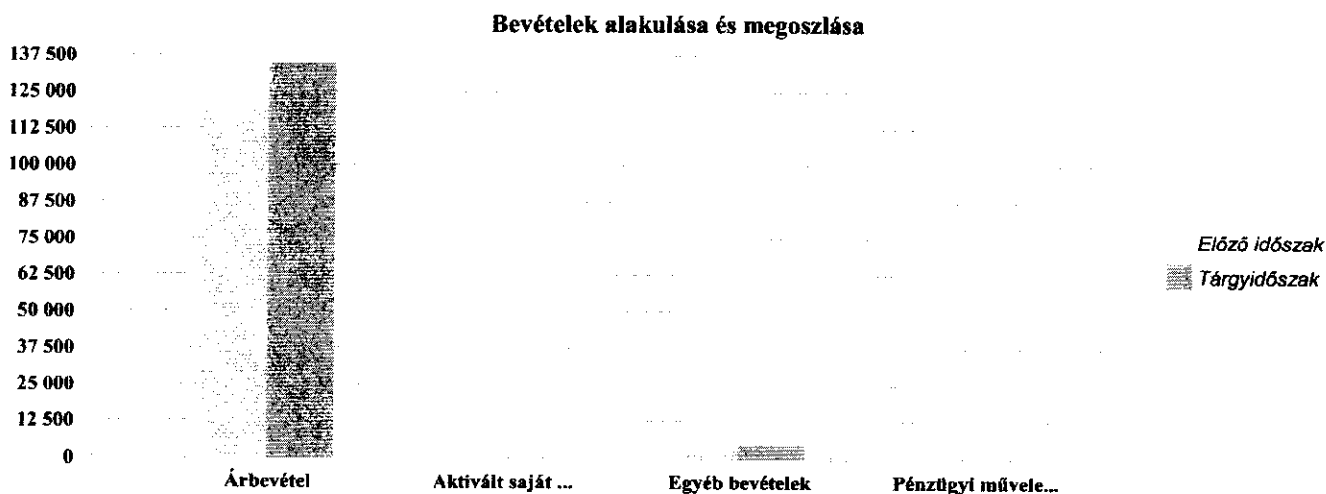 Bevételek alakulása és megoszlása
137 500
125 000
112 500
100 000
87 500
75 000
62 500
50 000
37 500
25 000
12 500
0
Árbevétel
Aktivált saját ...
Egyéb bevételek
Pénzügyi művele...
Előző időszak
Tárgyidőszak